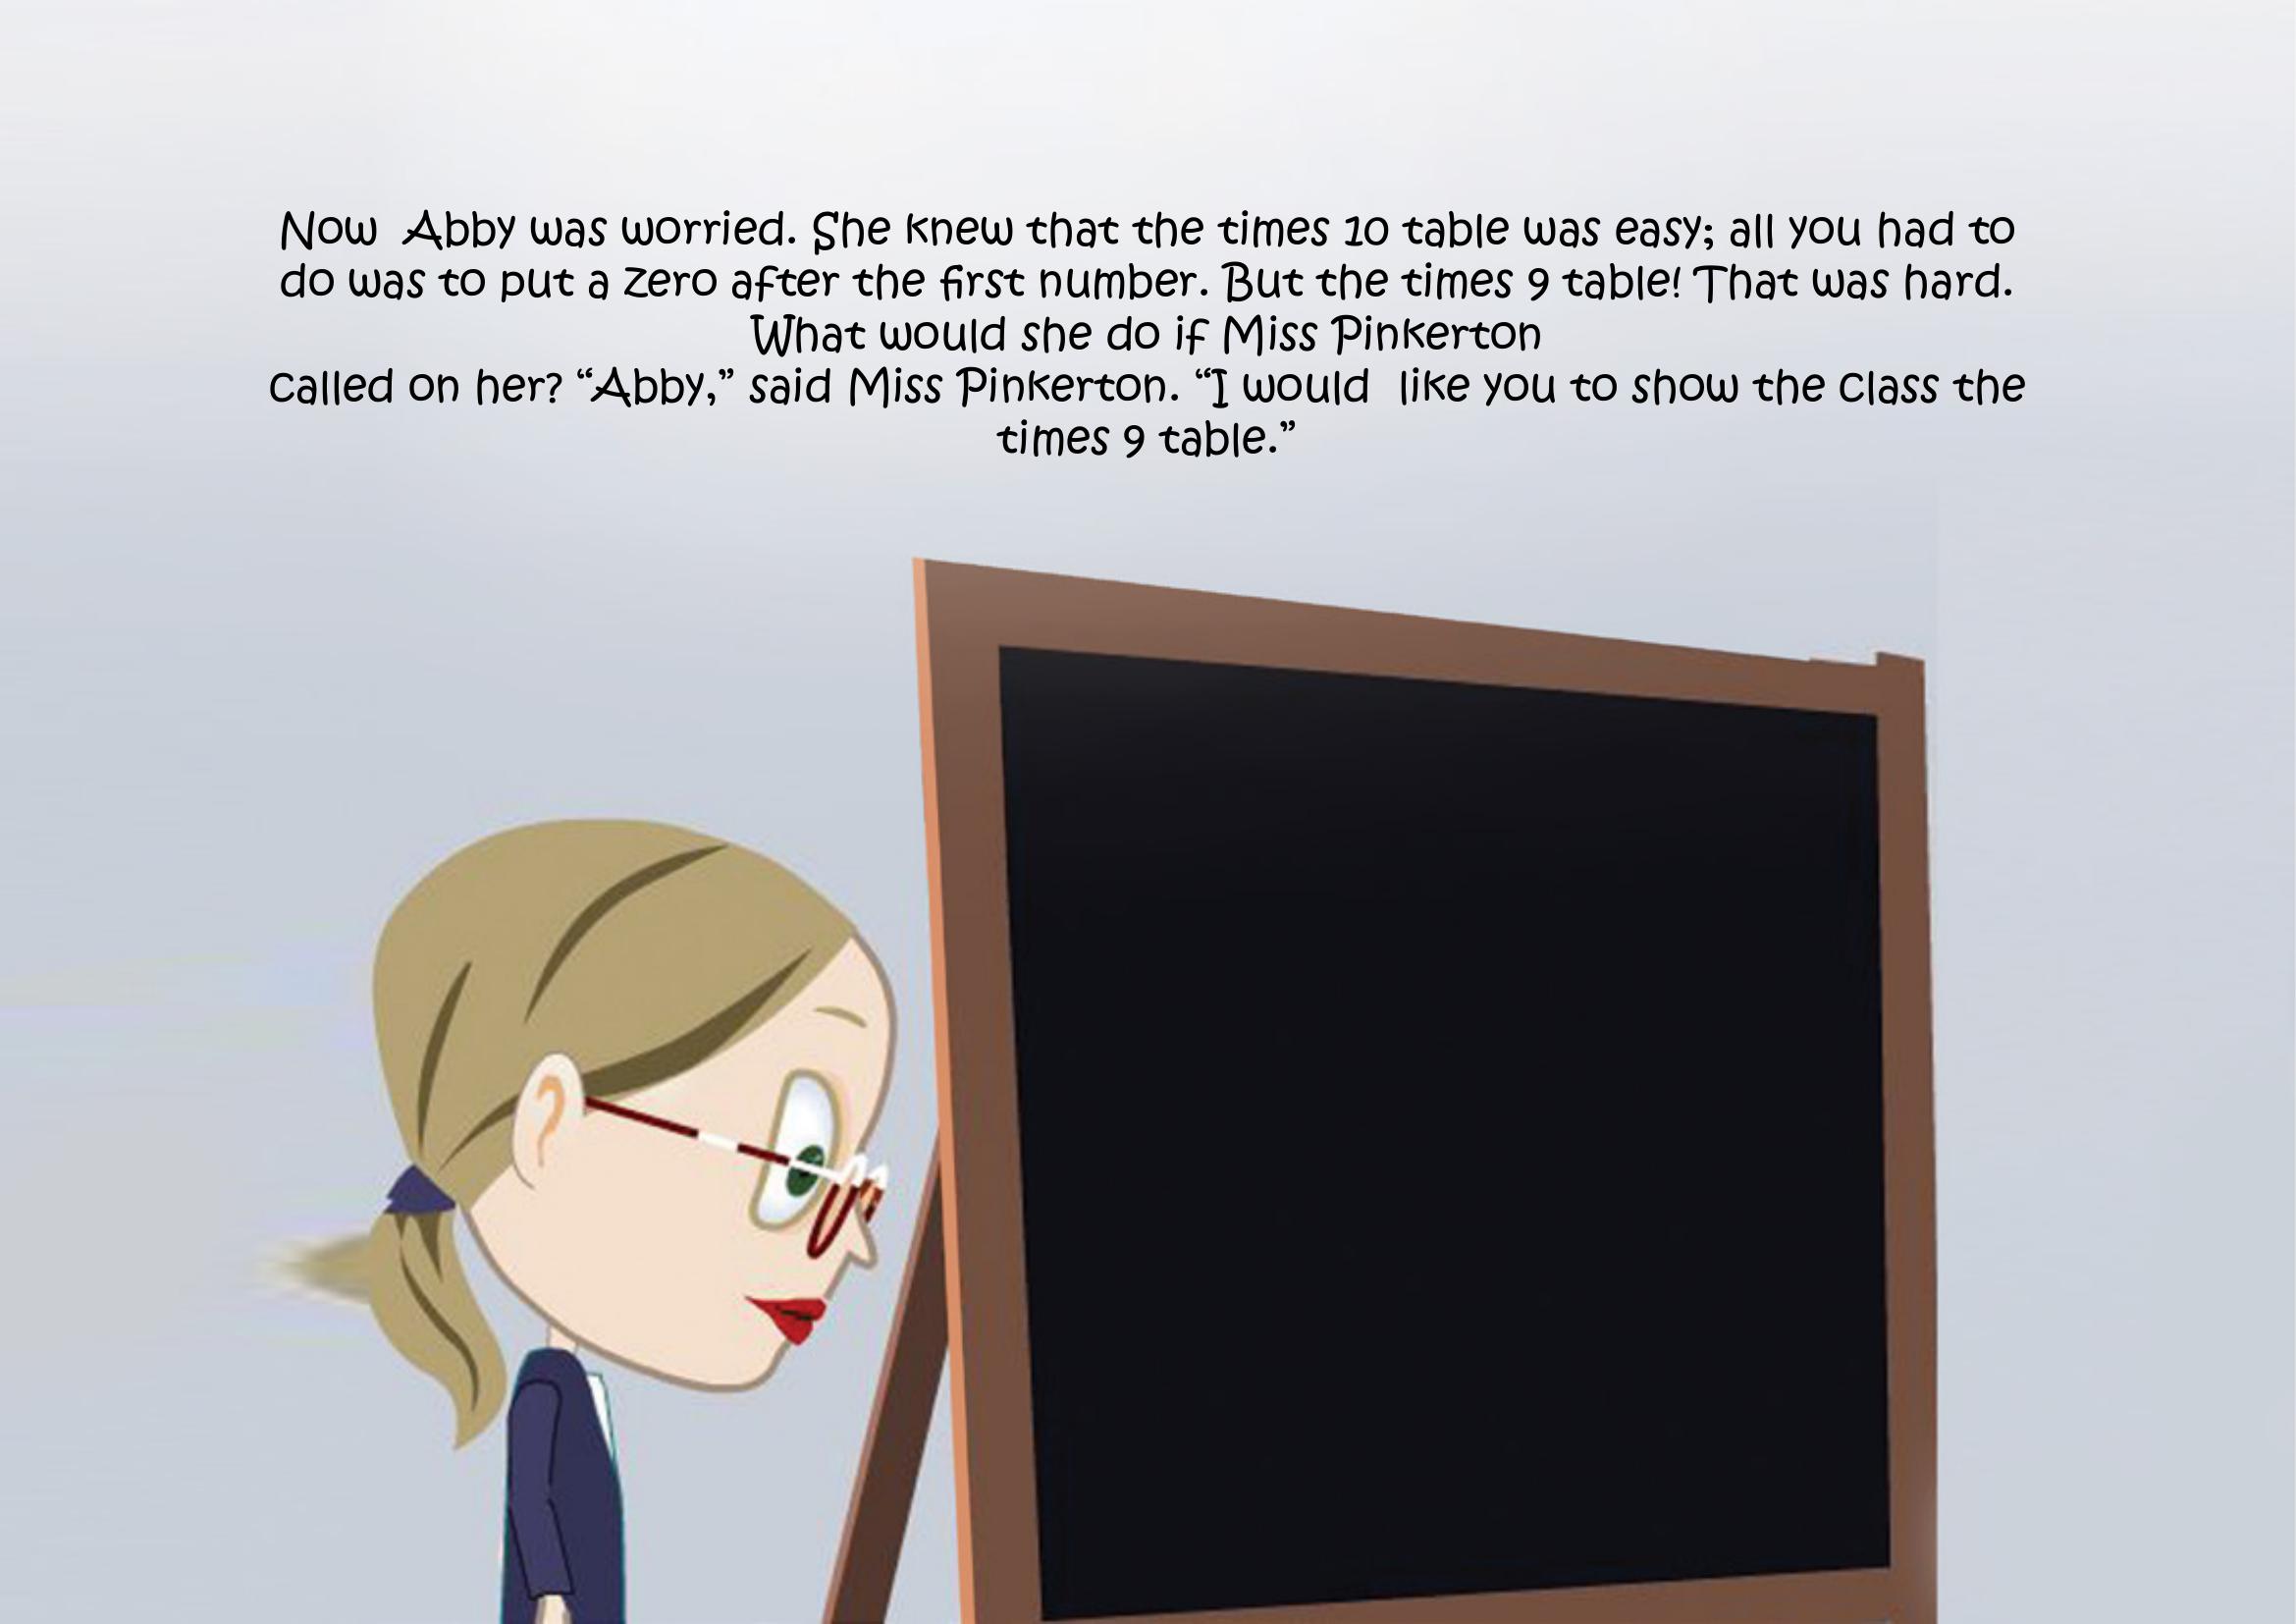 Now  Abby was worried. She knew that the times 10 table was easy; all you had to
do was to put a zero after the first number. But the times 9 table! That was hard.
What would she do if Miss Pinkerton
called on her? “Abby,” said Miss Pinkerton. “I would  like you to show the class the
times 9 table.”